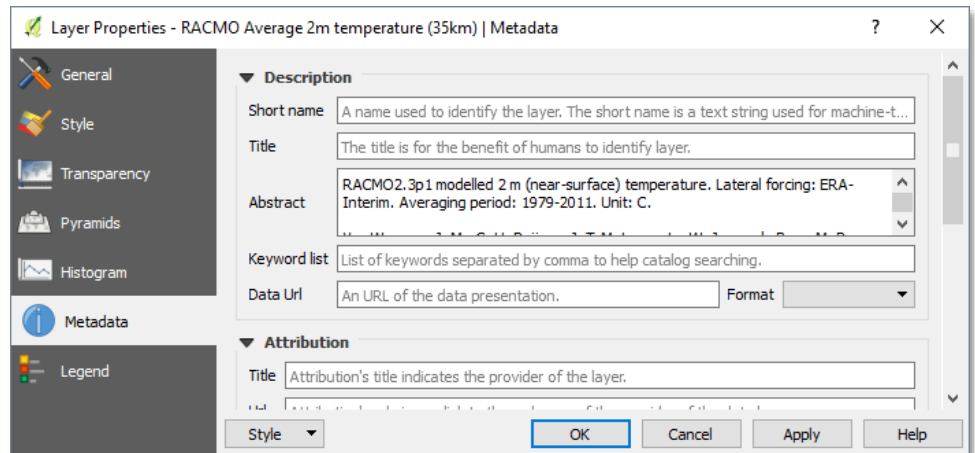 Layer Properties - RACMO Average 2m temperature (35km) | Metadata
?
General
Style
Transparency
Pyramids
Histogram
Metadata
Legend
Description
Short name A name used to identify the layer. The short name is a text string used for machine-t...
Title The title is for the benefit of humans to identify layer.
Abstract RACMO2.3p1 modelled 2 m (near-surface) temperature. Lateral forcing: ERA-
Interim. Averaging period: 1979-2011. Unit: C.
Keyword list List of keywords separated by comma to help catalog searching.
Data Url An URL of the data presentation. Format
Attribution
Title Attribution's title indicates the provider of the layer.
Style OK Cancel Apply Help